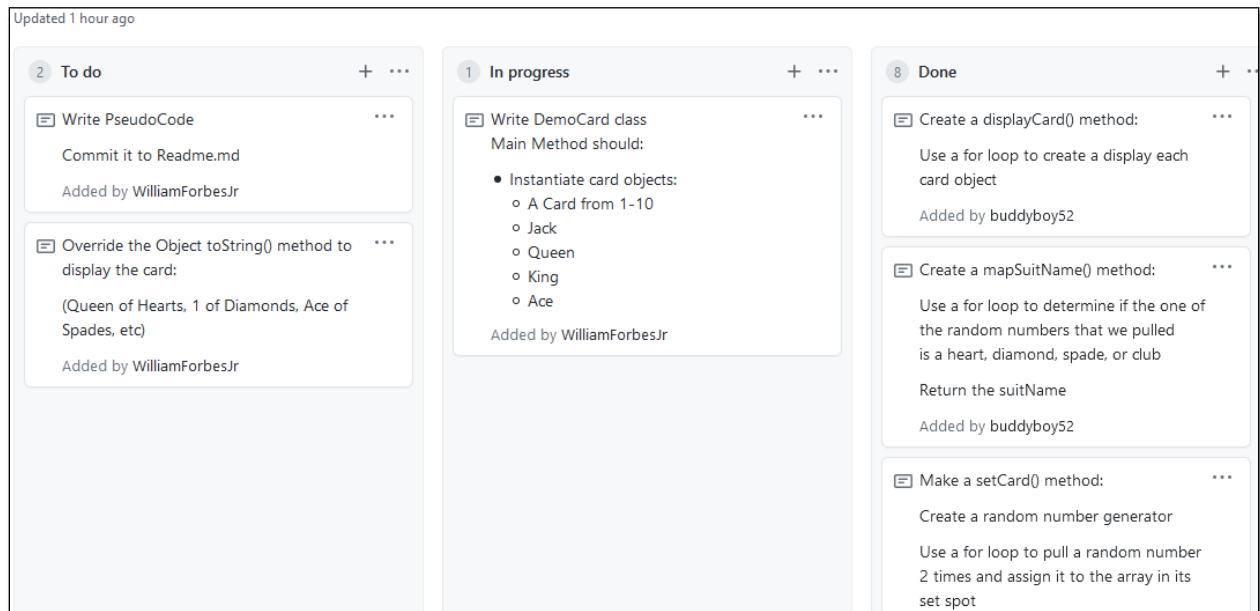 Updated 1 hour ago
2 To do
Write PseudoCode
Commit it to Readme.md
Added by WilliamForbesJr
Override the Object toString() method to
display the card:
(Queen of Hearts, 1 of Diamonds, Ace of
Spades, etc)
Added by WilliamForbesJr
1 In progress
Write DemoCard class
Main Method should:
Instantiate card objects:
A Card from 1-10
Jack
Queen
King
Ace
Added by WilliamForbesJr
8 Done
Create a displayCard() method:
Use a for loop to create a display each
card object
Added by buddyboy52
Create a mapSuitName() method:
Use a for loop to determine if the one of
the random numbers that we pulled
is a heart, diamond, spade, or club
Return the suitName
Added by buddyboy52
Make a setCard() method:
Create a random number generator
Use a for loop to pull a random number
2 times and assign it to the array in its
set spot